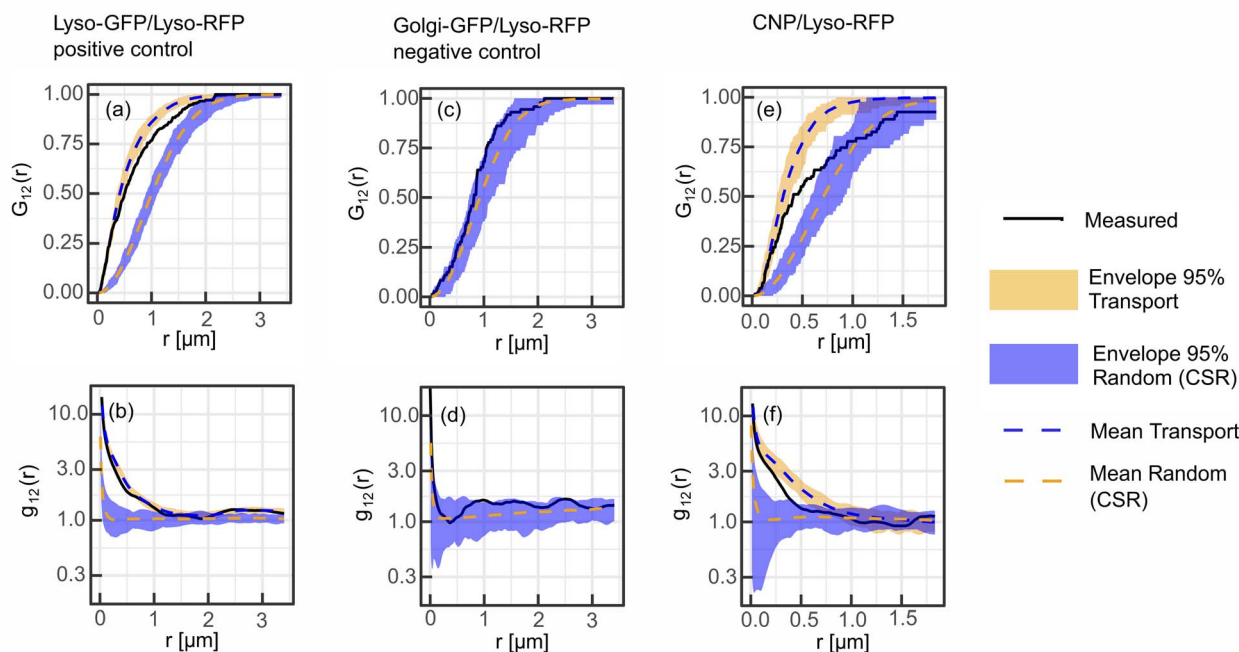 Lyso-GFP/Lyso-RFP
positive control
Golgi-GFP/Lyso-RFP
negative control
CNP/Lyso-RFP
(a)
1.00
0.75
0.50
0.25
0.00
G₁₂(r)
0 1 2 3
r [µm]
(c)
1.00
0.75
0.50
0.25
0.00
G₁₂(r)
0 1 2 3
r [µm]
(e)
1.00
0.75
0.50
0.25
0.00
G₁₂(r)
0.0 0.5 1.0 1.5
r [µm]
(b)
10.0
3.0
1.0
0.3
g₁₂(r)
0 1 2 3
r [µm]
(d)
10.0
3.0
1.0
0.3
g₁₂(r)
0 1 2 3
r [µm]
(f)
10.0
3.0
1.0
0.3
g₁₂(r)
0.0 0.5 1.0 1.5
r [µm]
Measured
Envelope 95%
Transport
Envelope 95%
Random (CSR)
Mean Transport
Mean Random
(CSR)